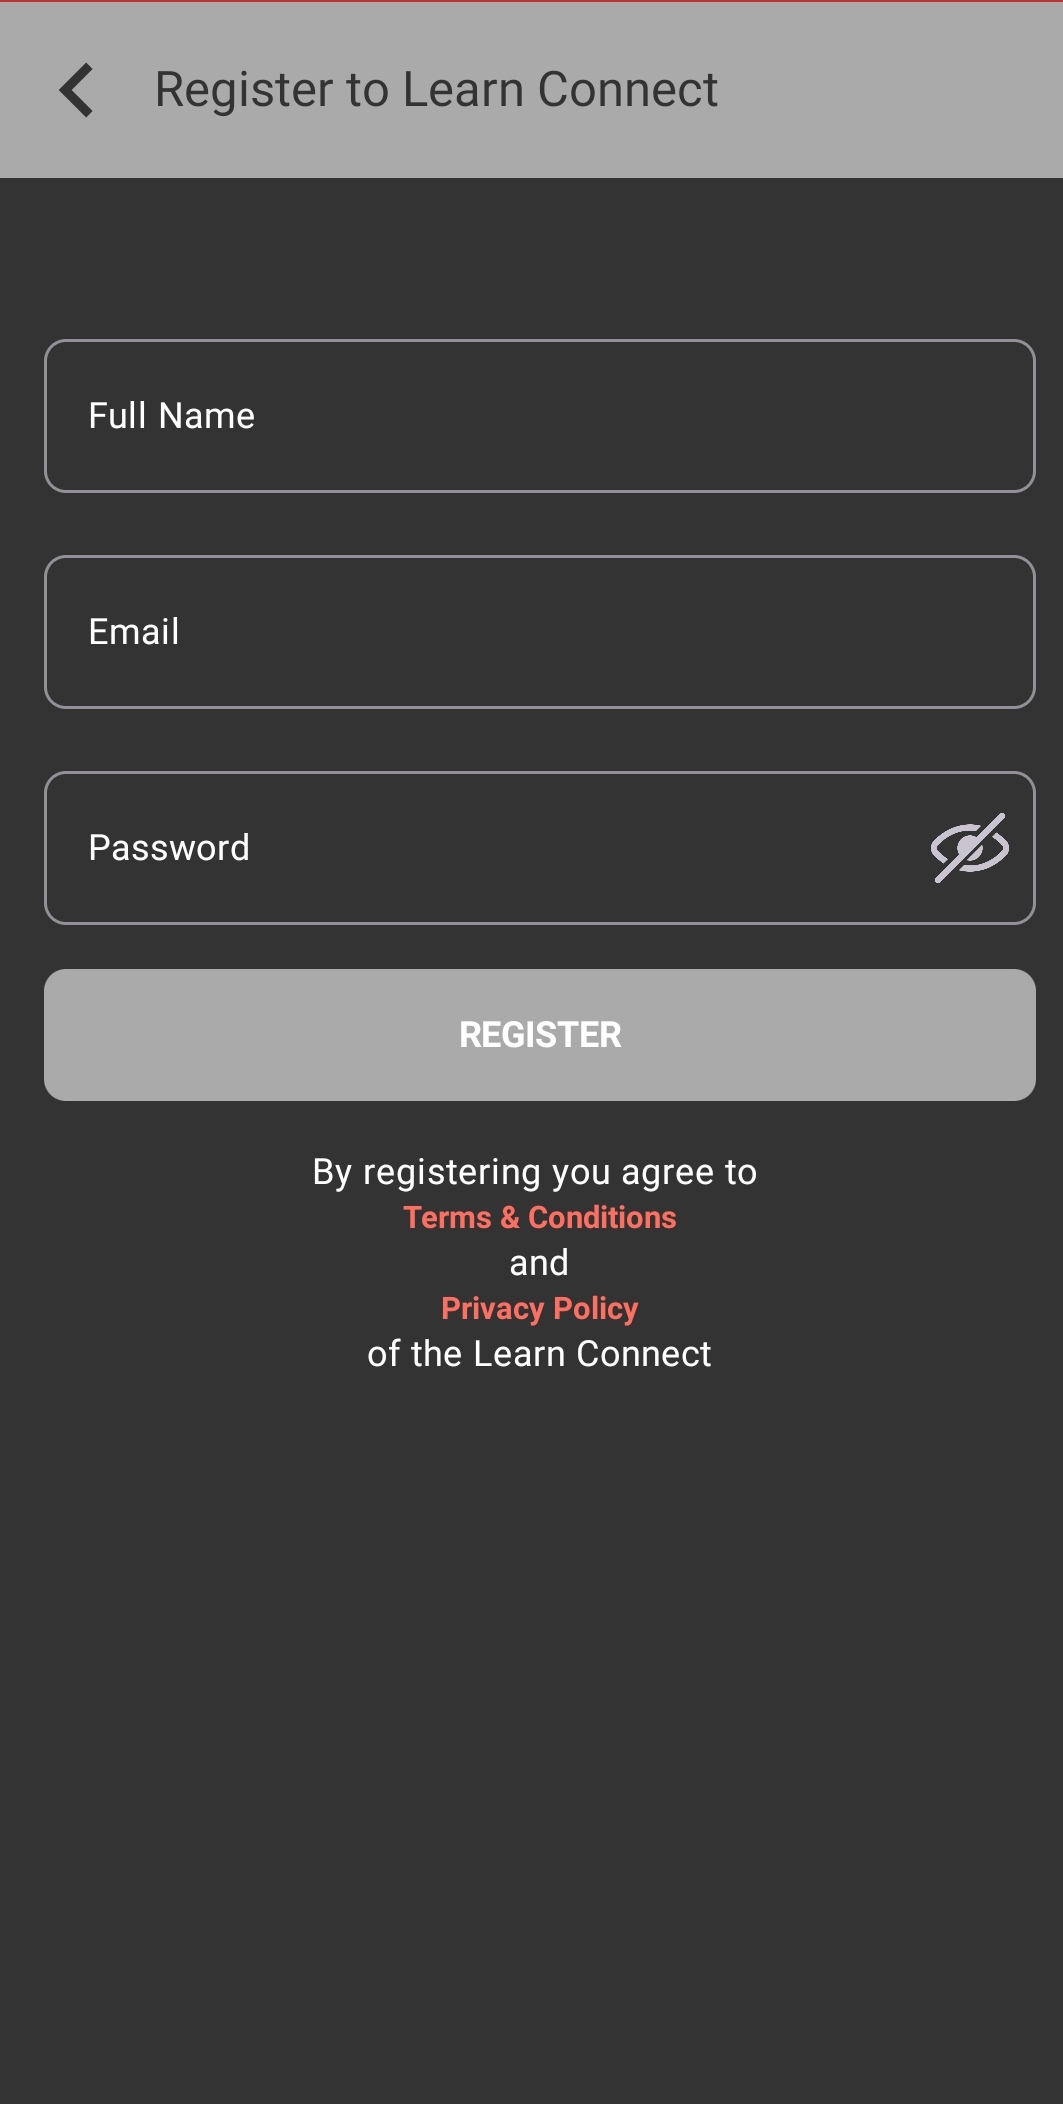 Register to Learn Connect
Full Name
Email
Password
REGISTER
By registering you agree to
Terms & Conditions
and
Privacy Policy
of the Learn Connect